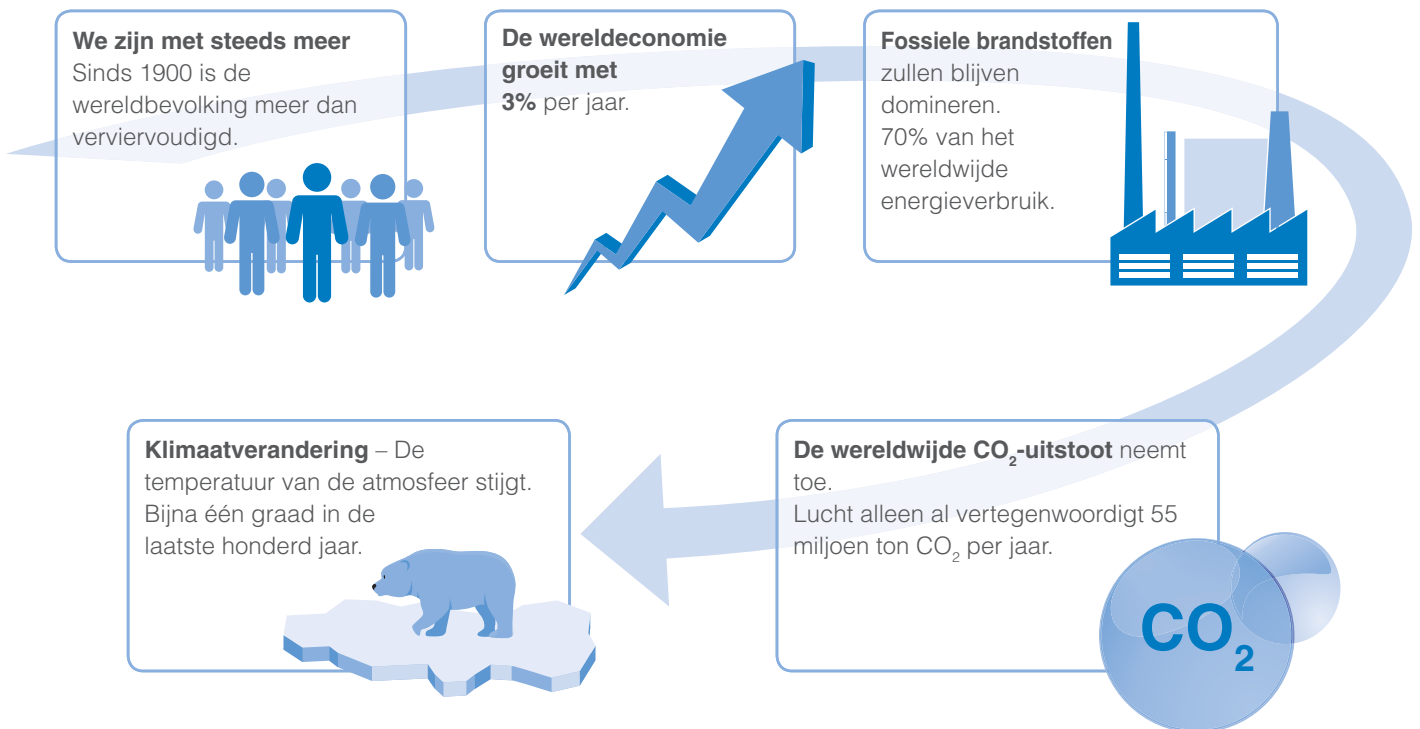 We zijn met steeds meer
Sinds 1900 is de
wereldbevolking meer dan
verviervoudigd.
De wereldeconomie
groeit met
3% per jaar.
Fossiele brandstoffen
zullen blijven
domineren.
70% van het
wereldwijde
energieverbruik.
Klimaatverandering – De
temperatuur van de atmosfeer stijgt.
Bijna één graad in de
laatste honderd jaar.
De wereldwijde CO₂-uitstoot neemt
toe.
Lucht alleen al vertegenwoordigt 55
miljoen ton CO₂ per jaar.
CO₂